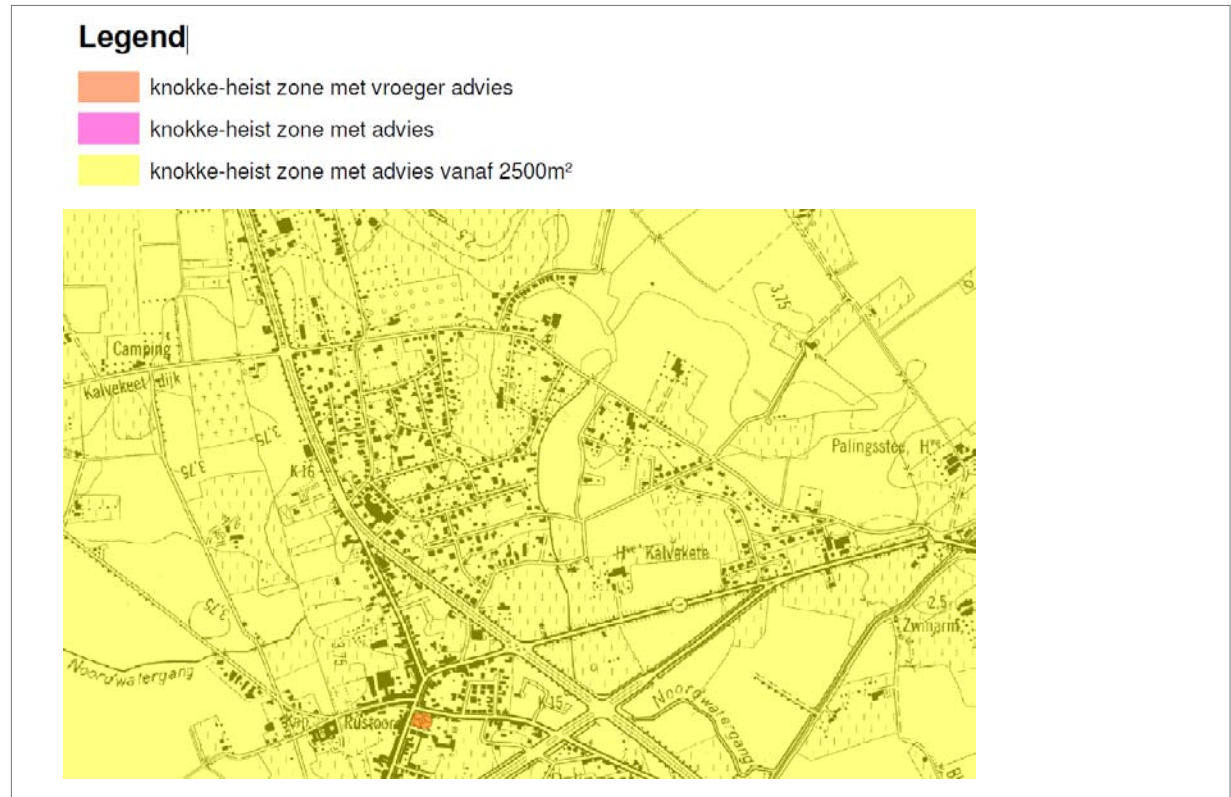 Legend
knokke-heist zone met vroeger advies
knokke-heist zone met advies
knokke-heist zone met advies vanaf 2500m²
3,75
Camping
Kalvekeet dijk
3,75
Palingsstee, Hve
3,75
K 16
Hve Kalvekete
3,75
2,5
Zwinarm
3,75
Noordwatergang
K 15
Noordwatergang
Kap.
Rustoord